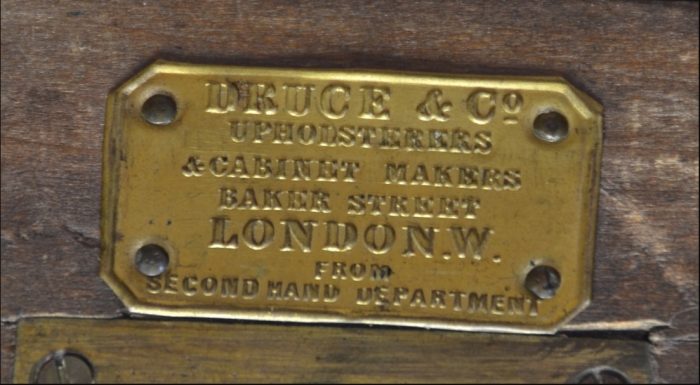 DRUCE & Co
UPHOLSTERERS
& CABINET MAKERS
BAKER STREET
LONDON.W.
FROM
SECOND HAND DEPARTMENT